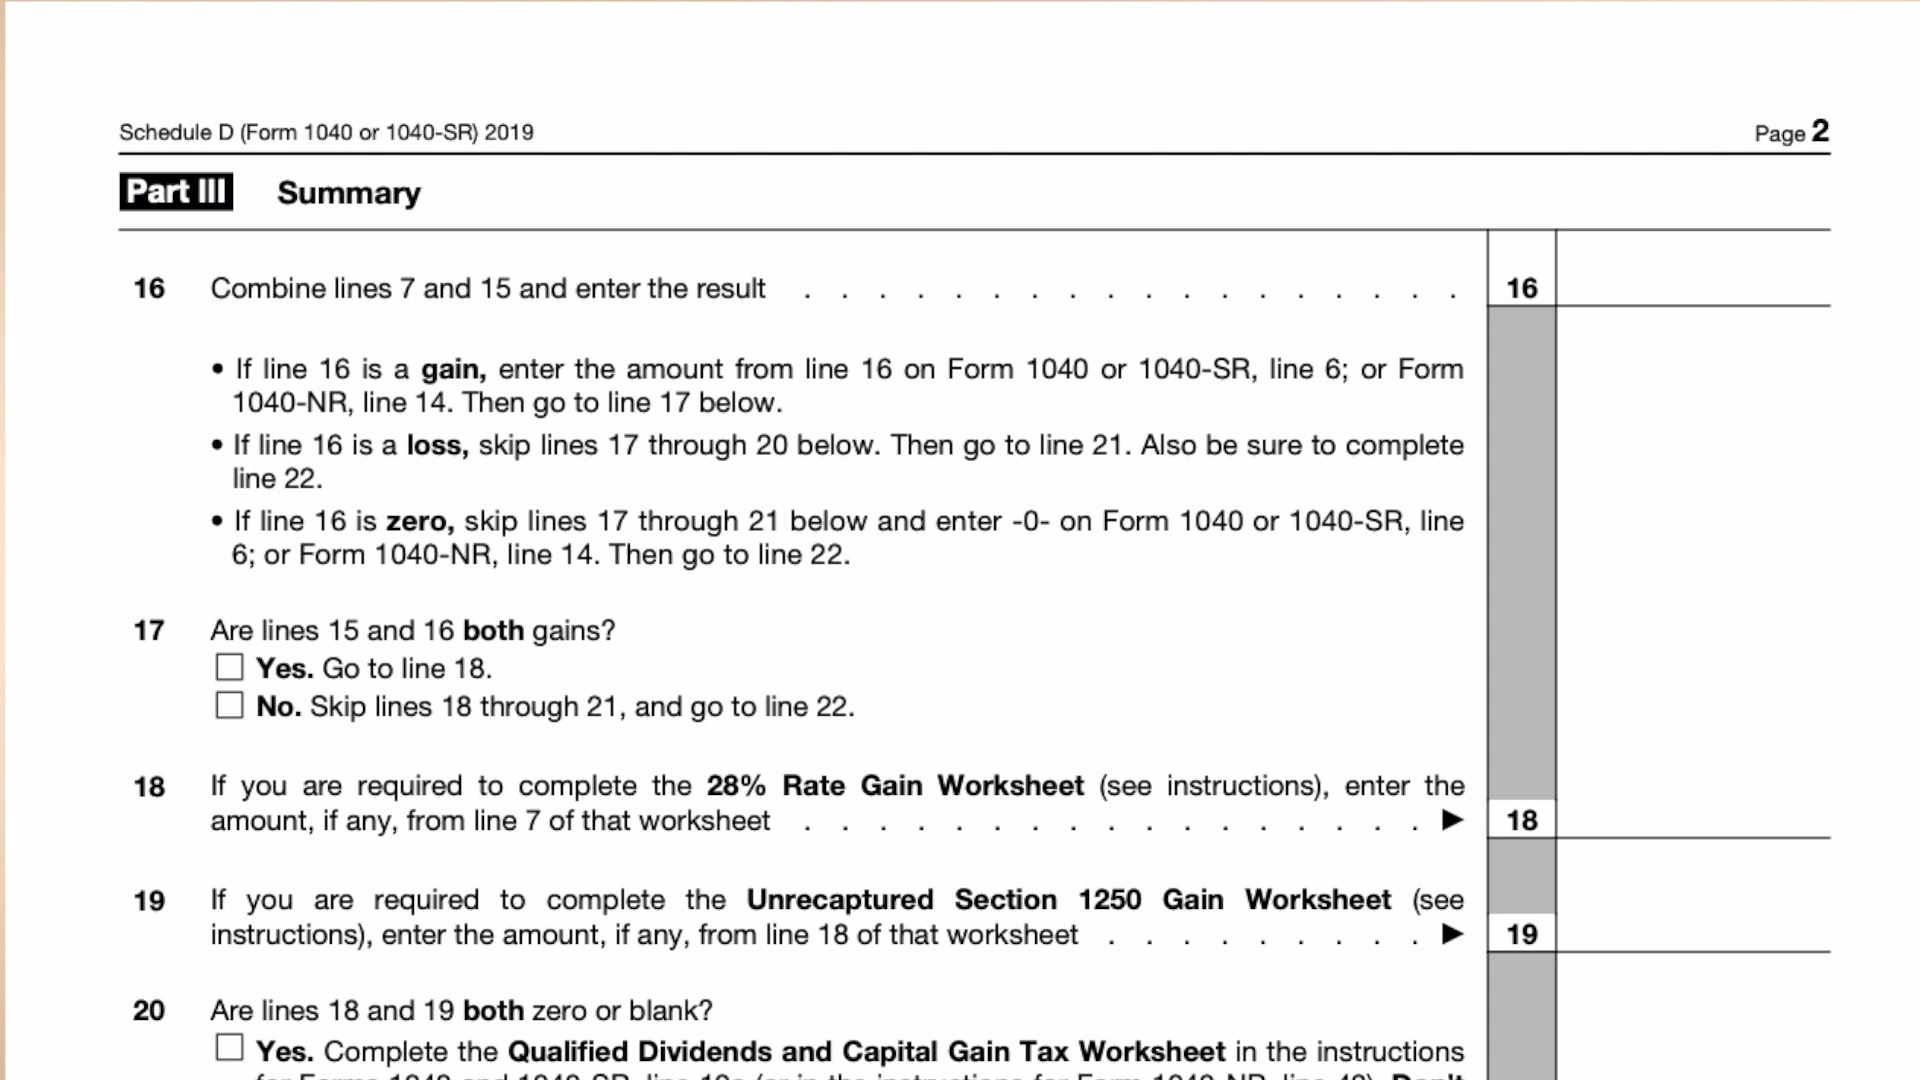 Schedule D (Form 1040 or 1040-SR) 2019 Page 2
Part III Summary
16 Combine lines 7 and 15 and enter the result . . . . . . . . . . . . . . . . . . 16
• If line 16 is a gain, enter the amount from line 16 on Form 1040 or 1040-SR, line 6; or Form
1040-NR, line 14. Then go to line 17 below.
• If line 16 is a loss, skip lines 17 through 20 below. Then go to line 21. Also be sure to complete
line 22.
• If line 16 is zero, skip lines 17 through 21 below and enter -0- on Form 1040 or 1040-SR, line
6; or Form 1040-NR, line 14. Then go to line 22.
17 Are lines 15 and 16 both gains?
Yes. Go to line 18.
No. Skip lines 18 through 21, and go to line 22.
18 If you are required to complete the 28% Rate Gain Worksheet (see instructions), enter the
amount, if any, from line 7 of that worksheet . . . . . . . . . . . . . . . . . ▶ 18
19 If you are required to complete the Unrecaptured Section 1250 Gain Worksheet (see
instructions), enter the amount, if any, from line 18 of that worksheet . . . . . . . . . ▶ 19
20 Are lines 18 and 19 both zero or blank?
Yes. Complete the Qualified Dividends and Capital Gain Tax Worksheet in the instructions